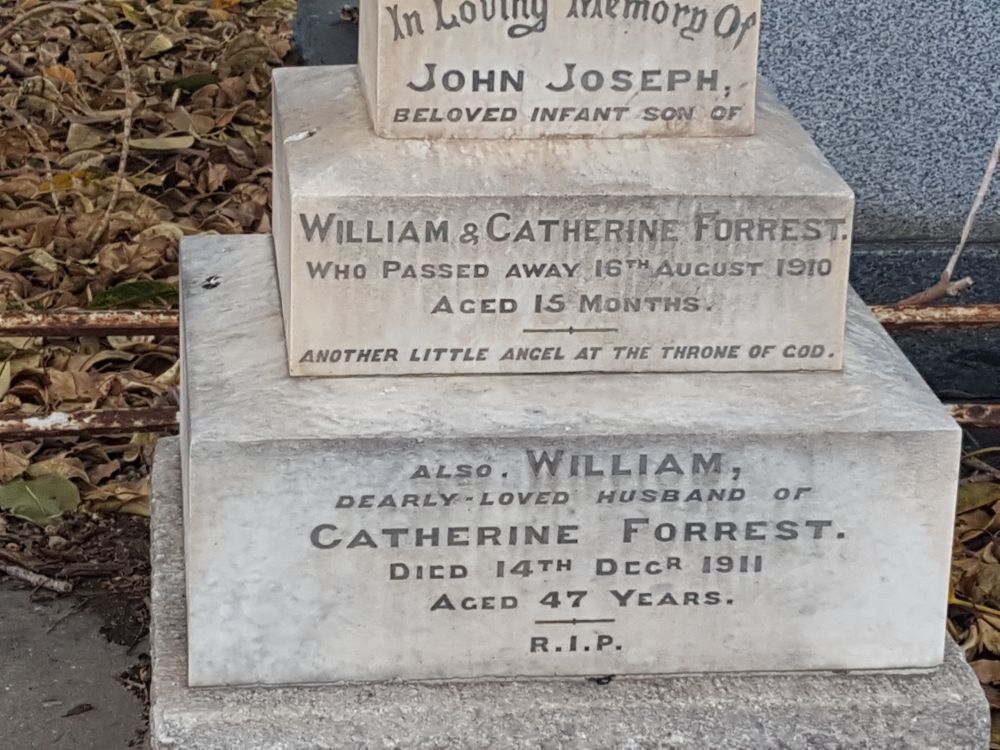 In Loving Memory Of
JOHN JOSEPH,
BELOVED INFANT SON OF
WILLIAM & CATHERINE FORREST.
WHO PASSED AWAY 16TH AUGUST 1910
AGED 15 MONTHS.
ANOTHER LITTLE ANGEL AT THE THRONE OF GOD.
ALSO. WILLIAM,
DEARLY-LOVED HUSBAND OF
CATHERINE FORREST.
DIED 14TH DECR 1911
AGED 47 YEARS.
R.I.P.